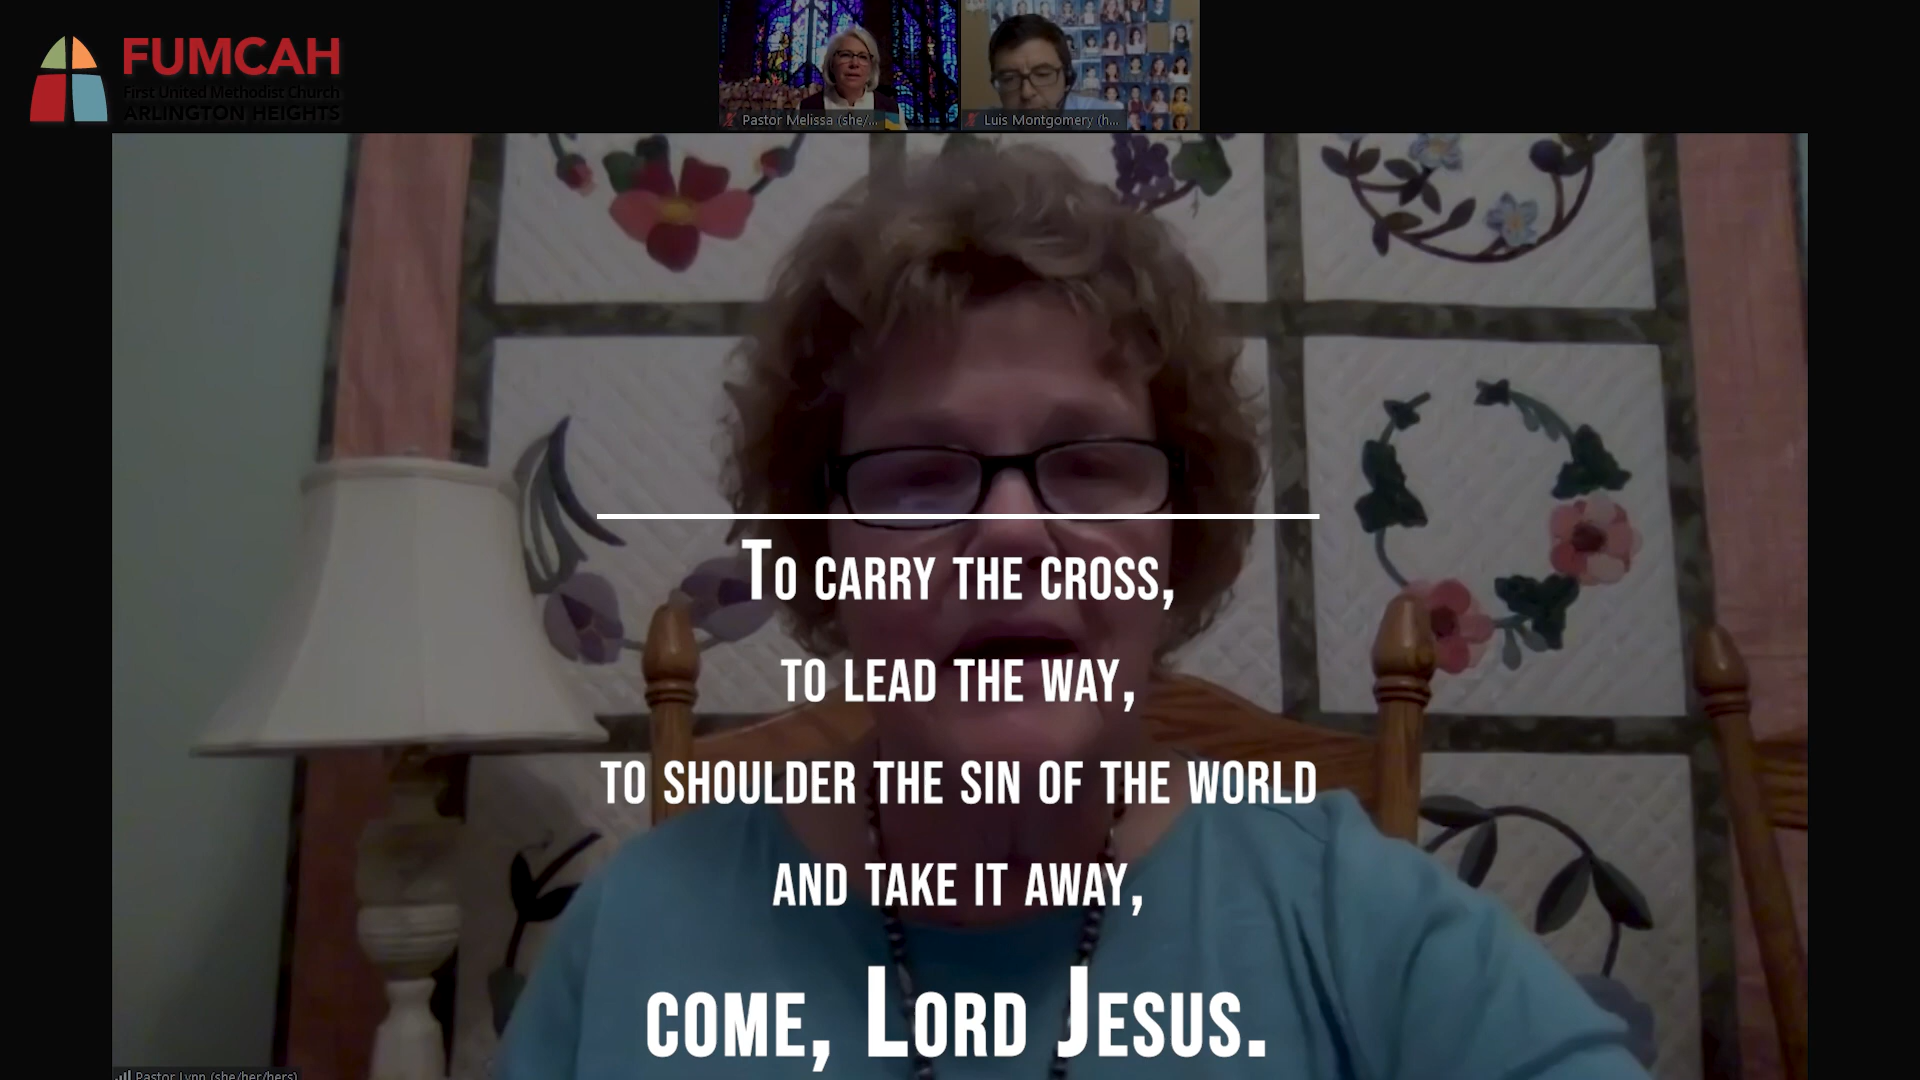 FUMCAH
First United Methodist Church
ARLINGTON HEIGHTS
Pastor Melissa (she/...
Luis Montgomery (h...
To carry the cross,
to lead the way,
to shoulder the sin of the world
and take it away,
come, Lord Jesus.
Pastor Lynn (she/her/hers)